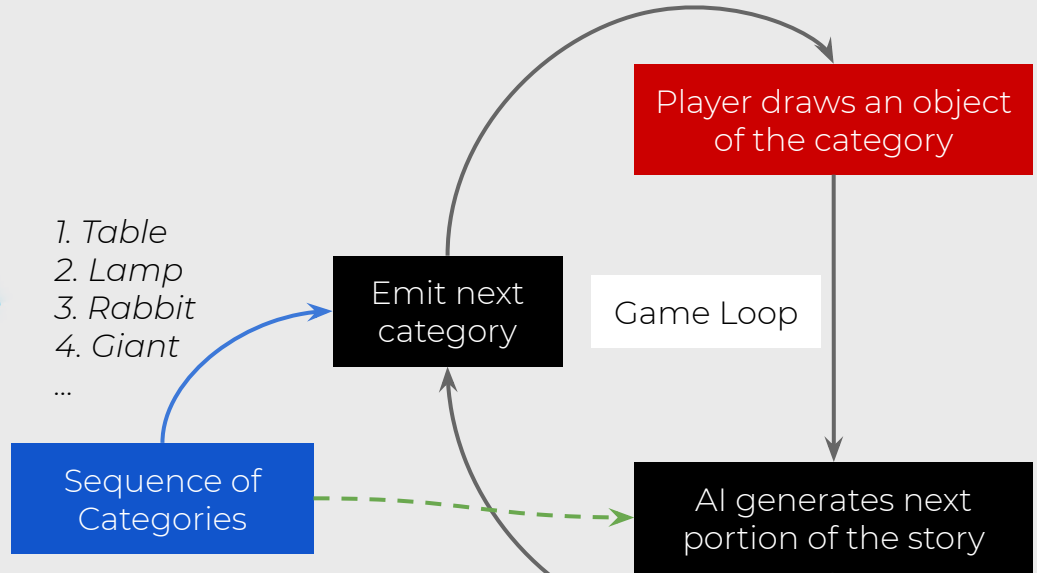 Player draws an object
of the category
1. Table
2. Lamp
3. Rabbit
4. Giant
...
Emit next
category
Game Loop
Sequence of
Categories
AI generates next
portion of the story